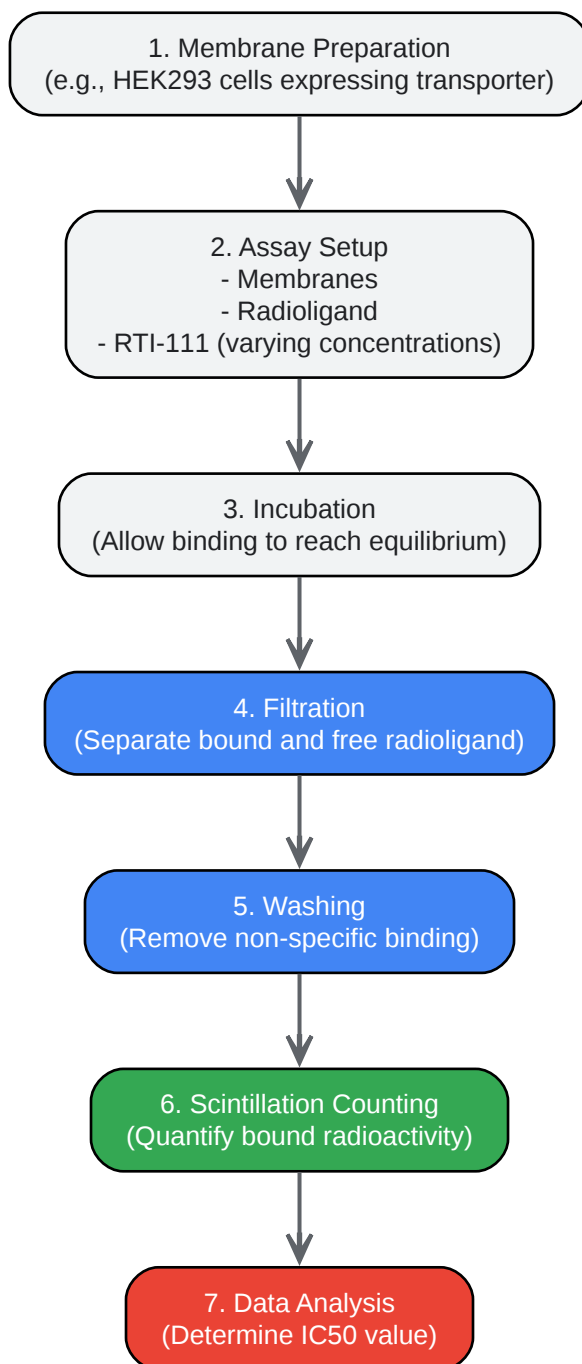 1. Membrane Preparation
(e.g., HEK293 cells expressing transporter)
2. Assay Setup
- Membranes
- Radioligand
- RTI-111 (varying concentrations)
3. Incubation
(Allow binding to reach equilibrium)
4. Filtration
(Separate bound and free radioligand)
5. Washing
(Remove non-specific binding)
6. Scintillation Counting
(Quantify bound radioactivity)
7. Data Analysis
(Determine IC50 value)